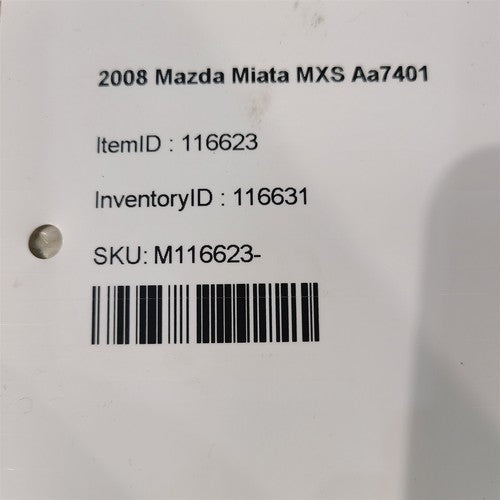 2008 Mazda Miata MXS Aa7401
ItemID : 116623
InventoryID : 116631
SKU: M116623-